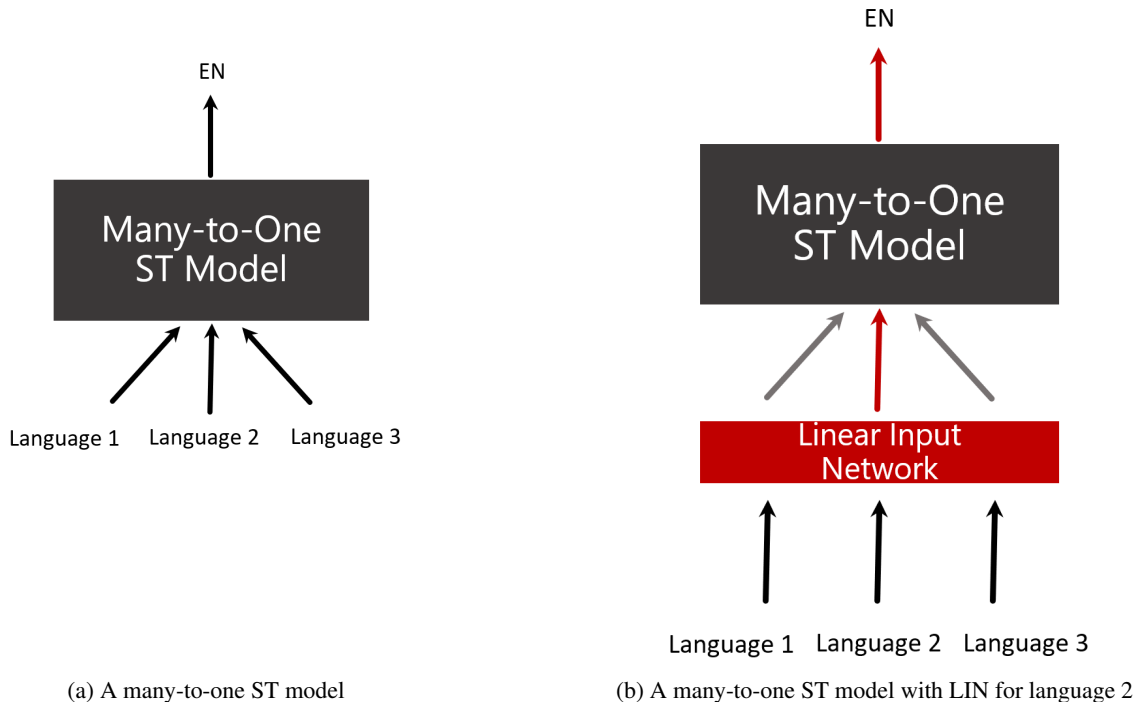 EN
Many-to-One
ST Model
Language 1 Language 2 Language 3
(a) A many-to-one ST model
EN
Many-to-One
ST Model
Linear Input
Network
Language 1 Language 2 Language 3
(b) A many-to-one ST model with LIN for language 2